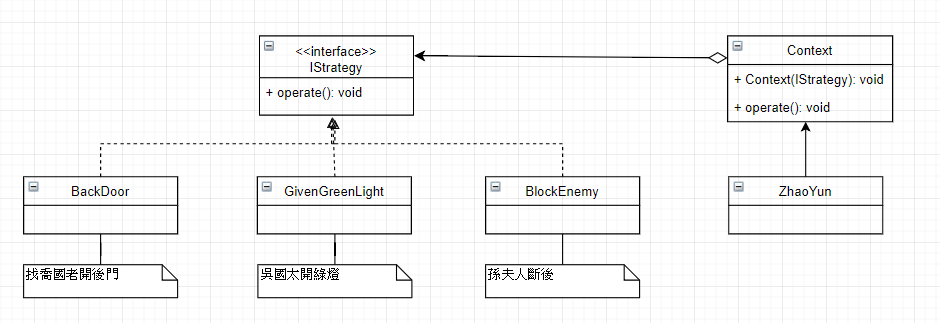 <<interface>>
IStrategy
+ operate(): void
Context
+ Context(IStrategy): void
+ operate(): void
BackDoor
GivenGreenLight
BlockEnemy
ZhaoYun
找喬國老開後門
吳國太開綠燈
孫夫人斷後